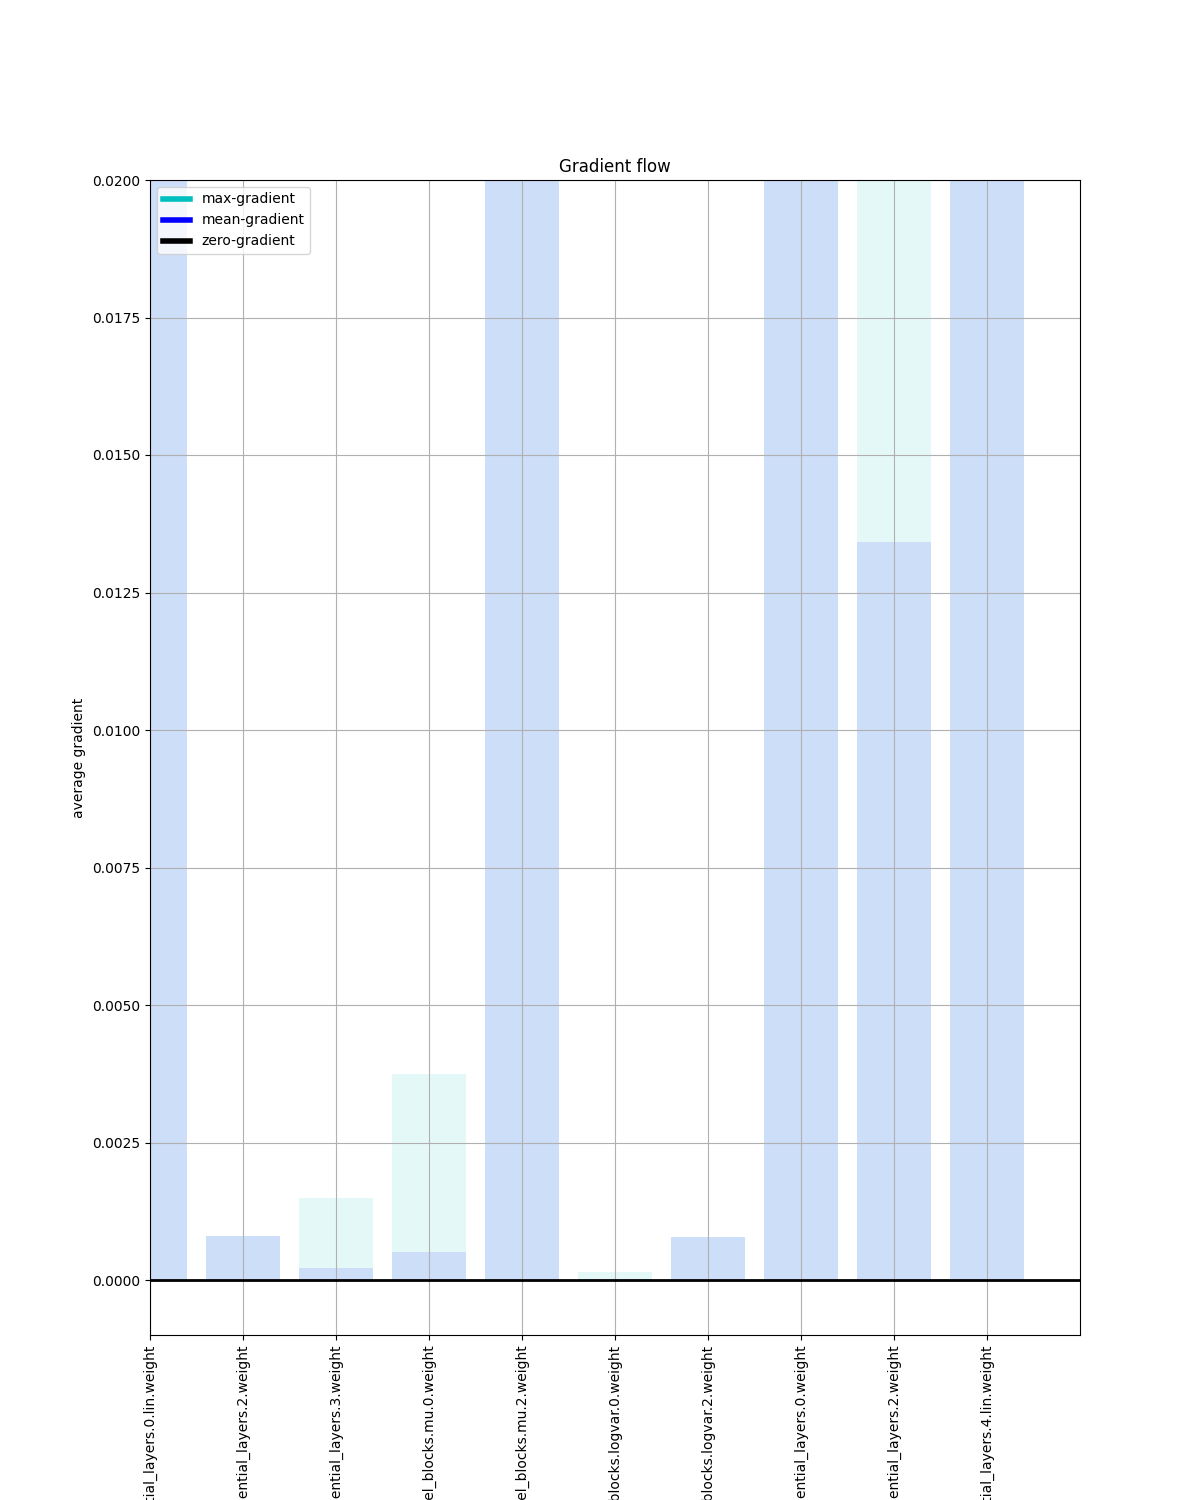 Gradient flow
max-gradient
mean-gradient
zero-gradient
0.0200
0.0175
0.0150
0.0125
0.0100
0.0075
0.0050
0.0025
0.0000
average gradient
tial_layers.0.lin.weight
ential_layers.2.weight
ential_layers.3.weight
el_blocks.mu.0.weight
el_blocks.mu.2.weight
blocks.logvar.0.weight
blocks.logvar.2.weight
ential_layers.0.weight
ential_layers.2.weight
tial_layers.4.lin.weight